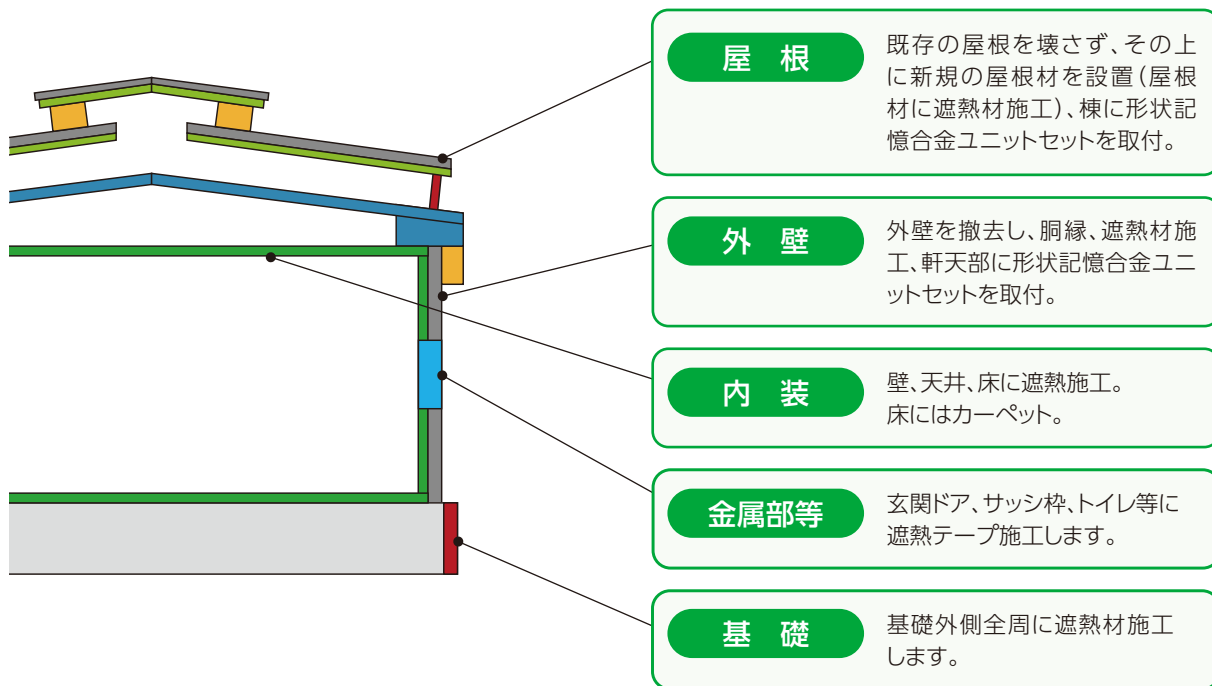 屋根
既存の屋根を壊さず、その上
に新規の屋根材を設置(屋根
材に遮熱材施工)、棟に形状記
憶合金ユニットセットを取付。
外壁
外壁を撤去し、胴縁、遮熱材施
工、軒天部に形状記憶合金ユニ
ットセットを取付。
内装
壁、天井、床に遮熱施工。
床にはカーペット。
金属部等
玄関ドア、サッシ枠、トイレ等に
遮熱テープ施工します。
基礎
基礎外側全周に遮熱材施工
します。